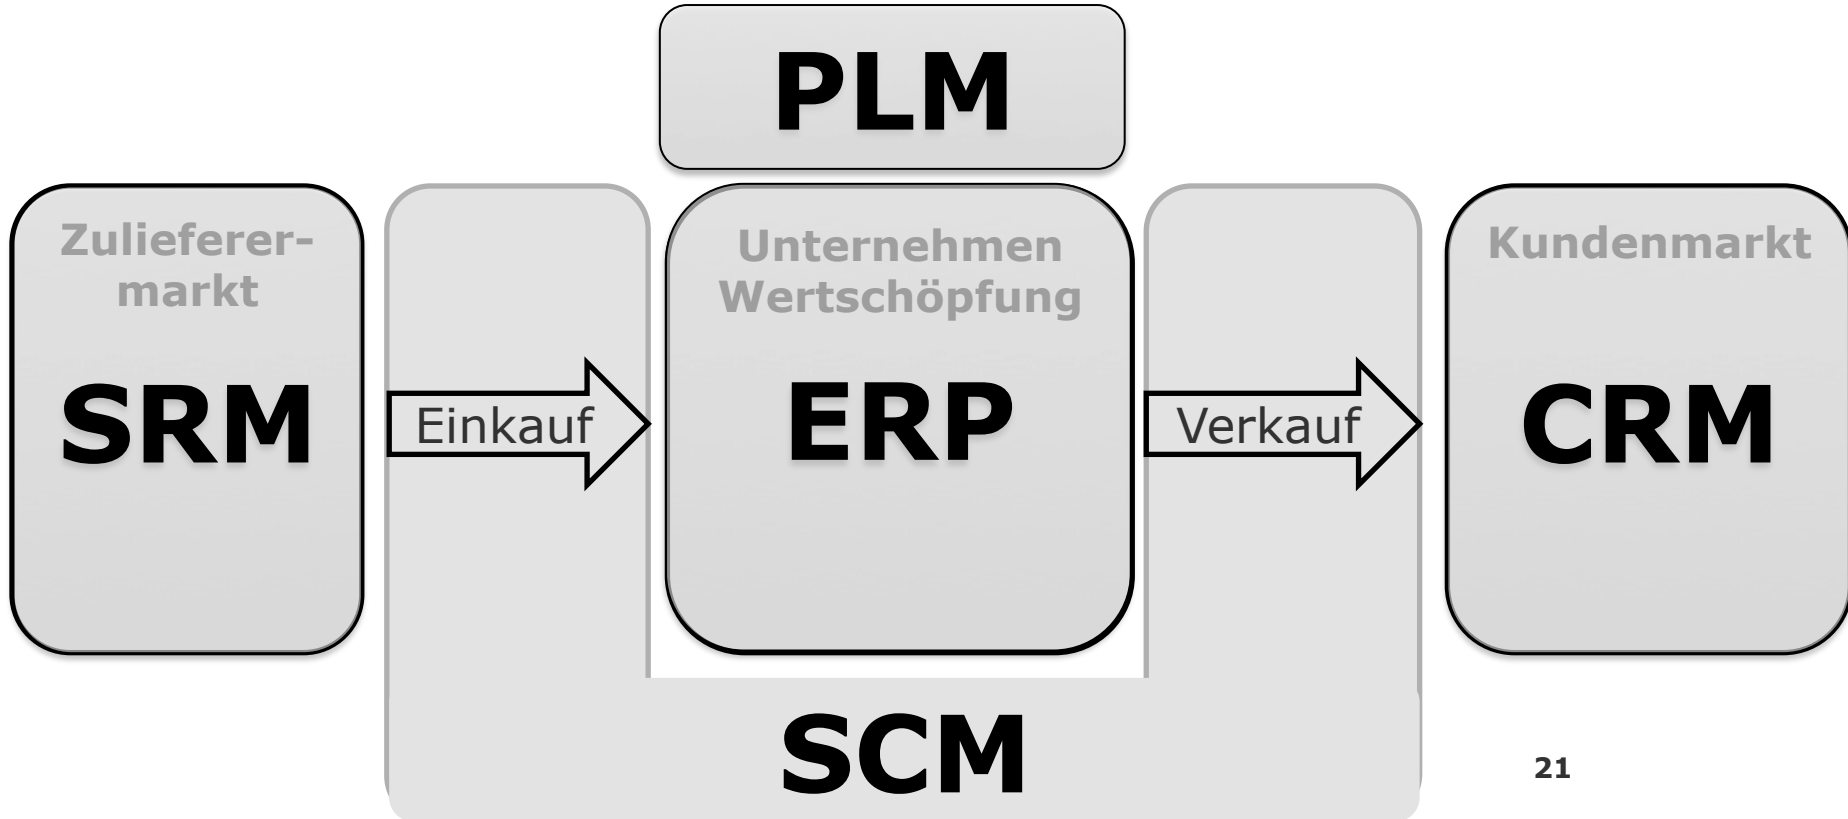 PLM
Zulieferer-
markt
SRM
Einkauf
Unternehmen
Wertschöpfung
ERP
Verkauf
Kundenmarkt
CRM
SCM
21